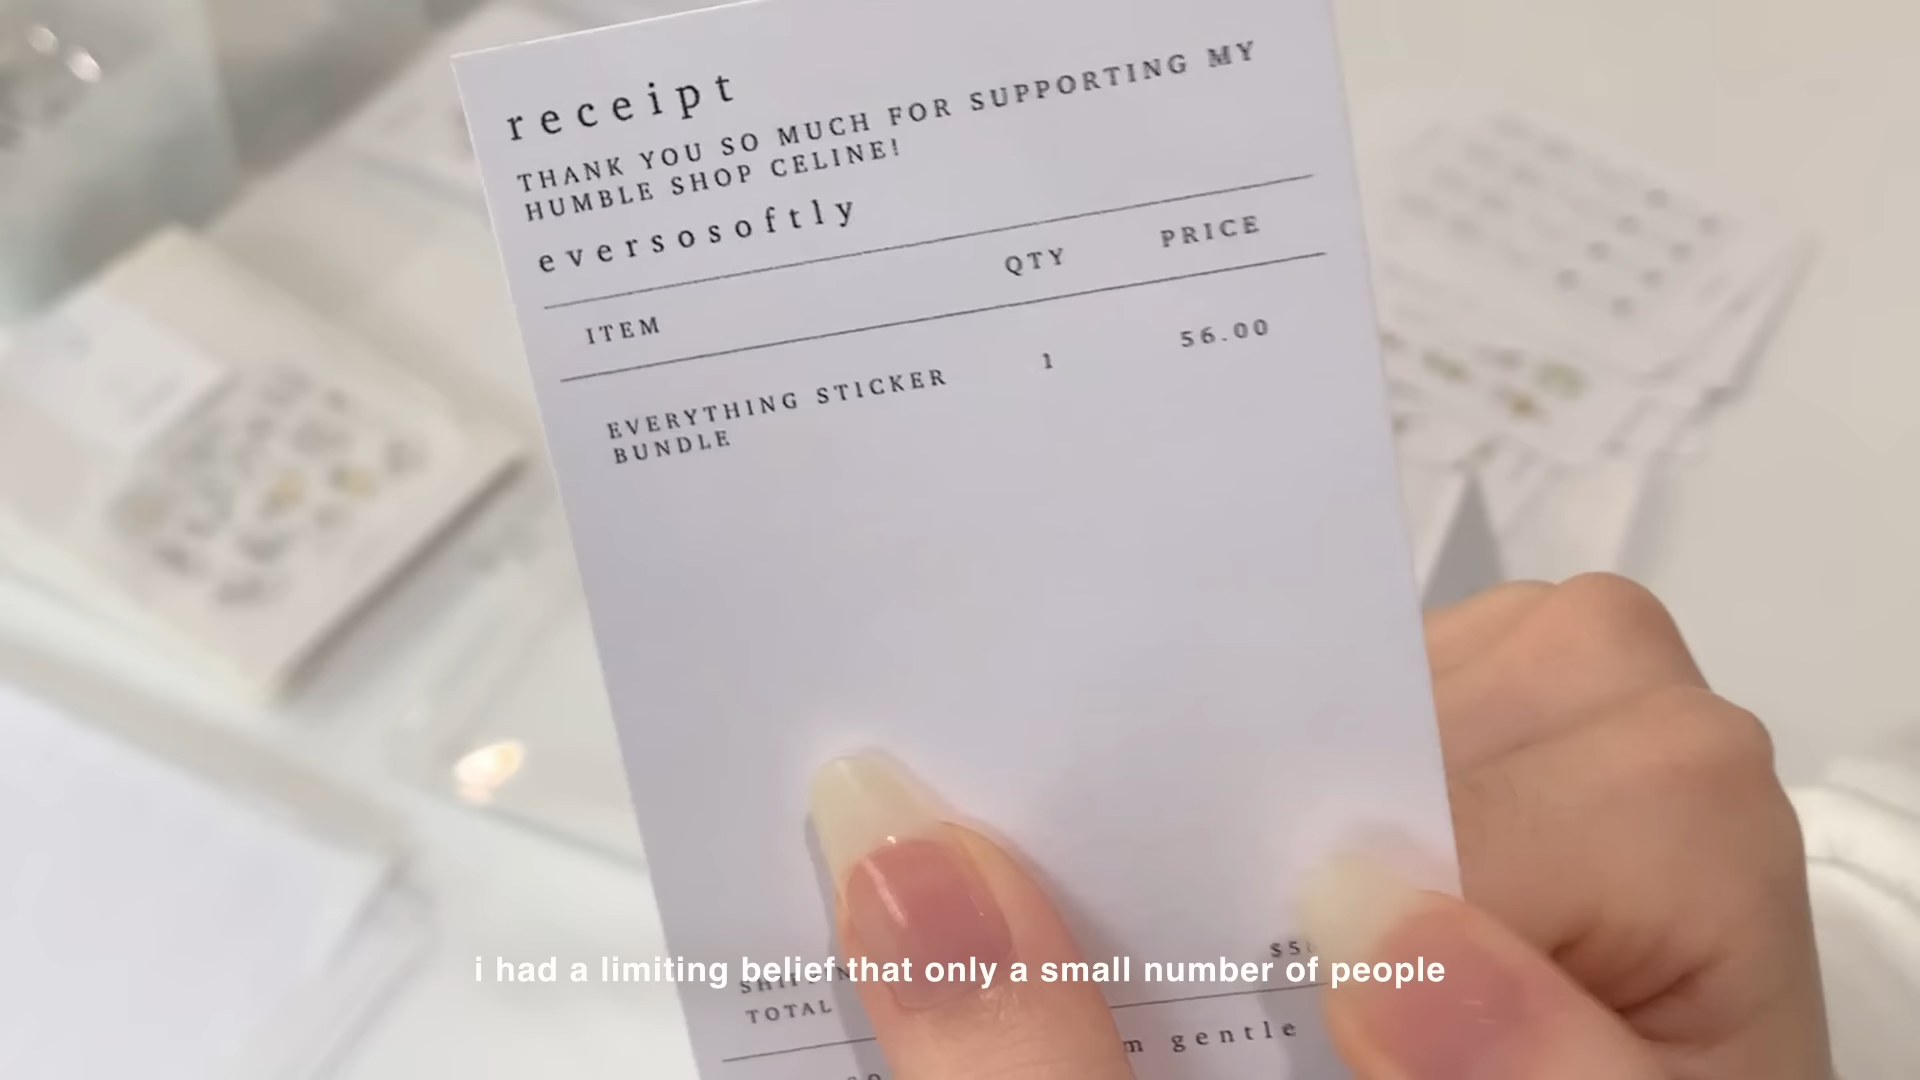 receipt
THANK YOU SO MUCH FOR SUPPORTING MY
HUMBLE SHOP CELINE!
eversosoftly
ITEM QTY PRICE
EVERYTHING STICKER 1 56.00
BUNDLE
i had a limiting belief that only a small number of people
TOTAL
gentle